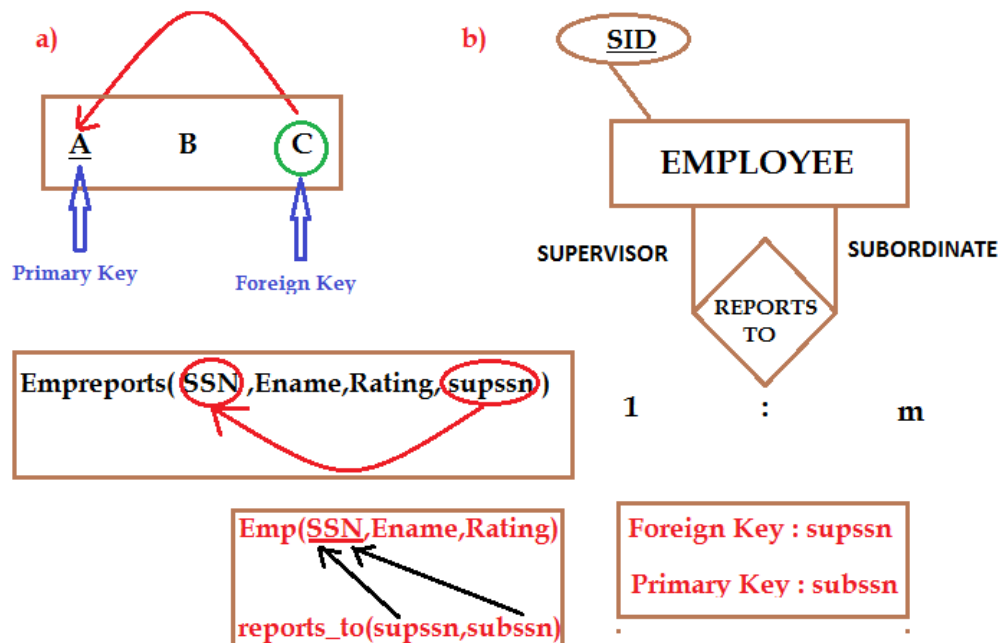 a)
A B C
Primary Key
Foreign Key
b)
SID
EMPLOYEE
SUPERVISOR
SUBORDINATE
REPORTS
TO
1 : m
Empreports( SSN ,Ename,Rating, supssn )
Emp(SSN,Ename,Rating)
reports_to(supssn,subssn)
Foreign Key : supssn
Primary Key : subssn